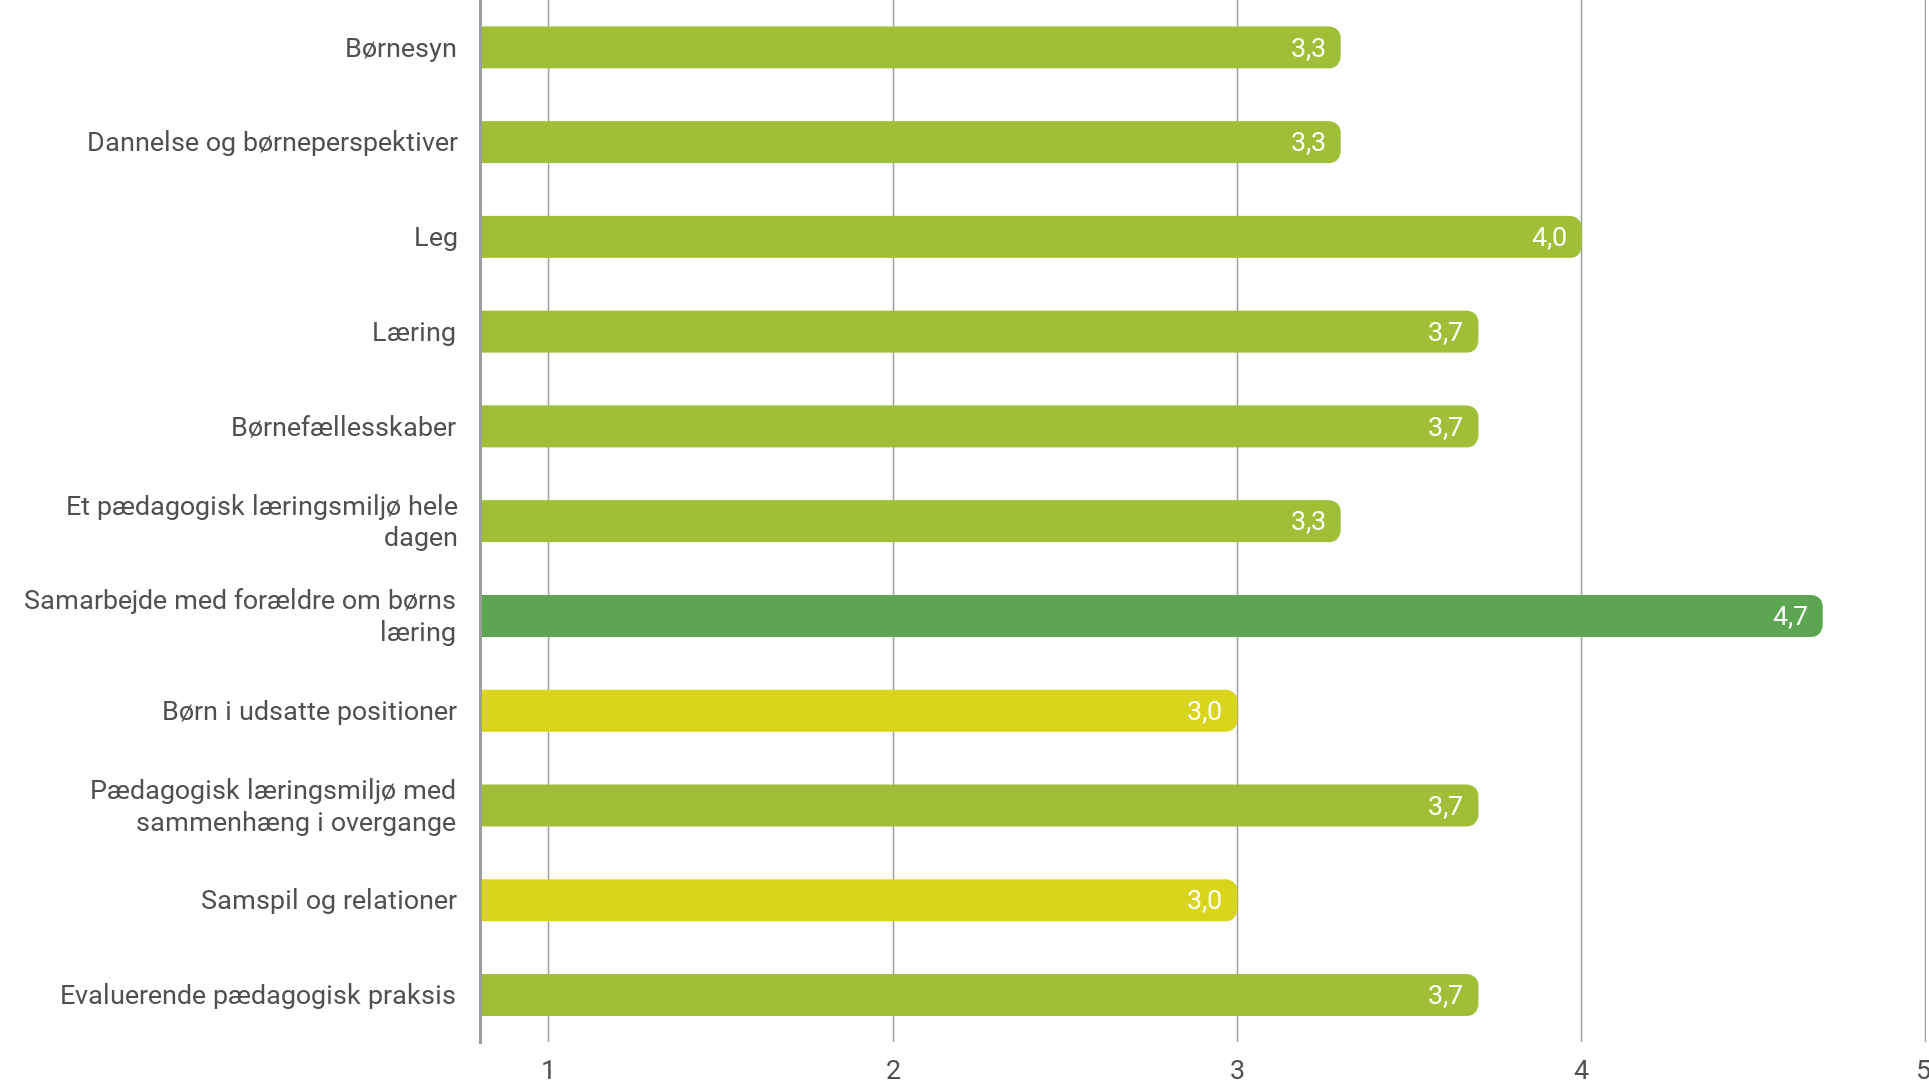 Børnesyn
3,3
Dannelse og børneperspektiver
3,3
Leg
4,0
Læring
3,7
Børnefællesskaber
3,7
Et pædagogisk læringsmiljø hele
dagen
3,3
Samarbejde med forældre om børns
læring
4,7
Børn i udsatte positioner
3,0
Pædagogisk læringsmiljø med
sammenhæng i overgange
3,7
Samspil og relationer
3,0
Evaluerende pædagogisk praksis
3,7
1 2 3 4 5